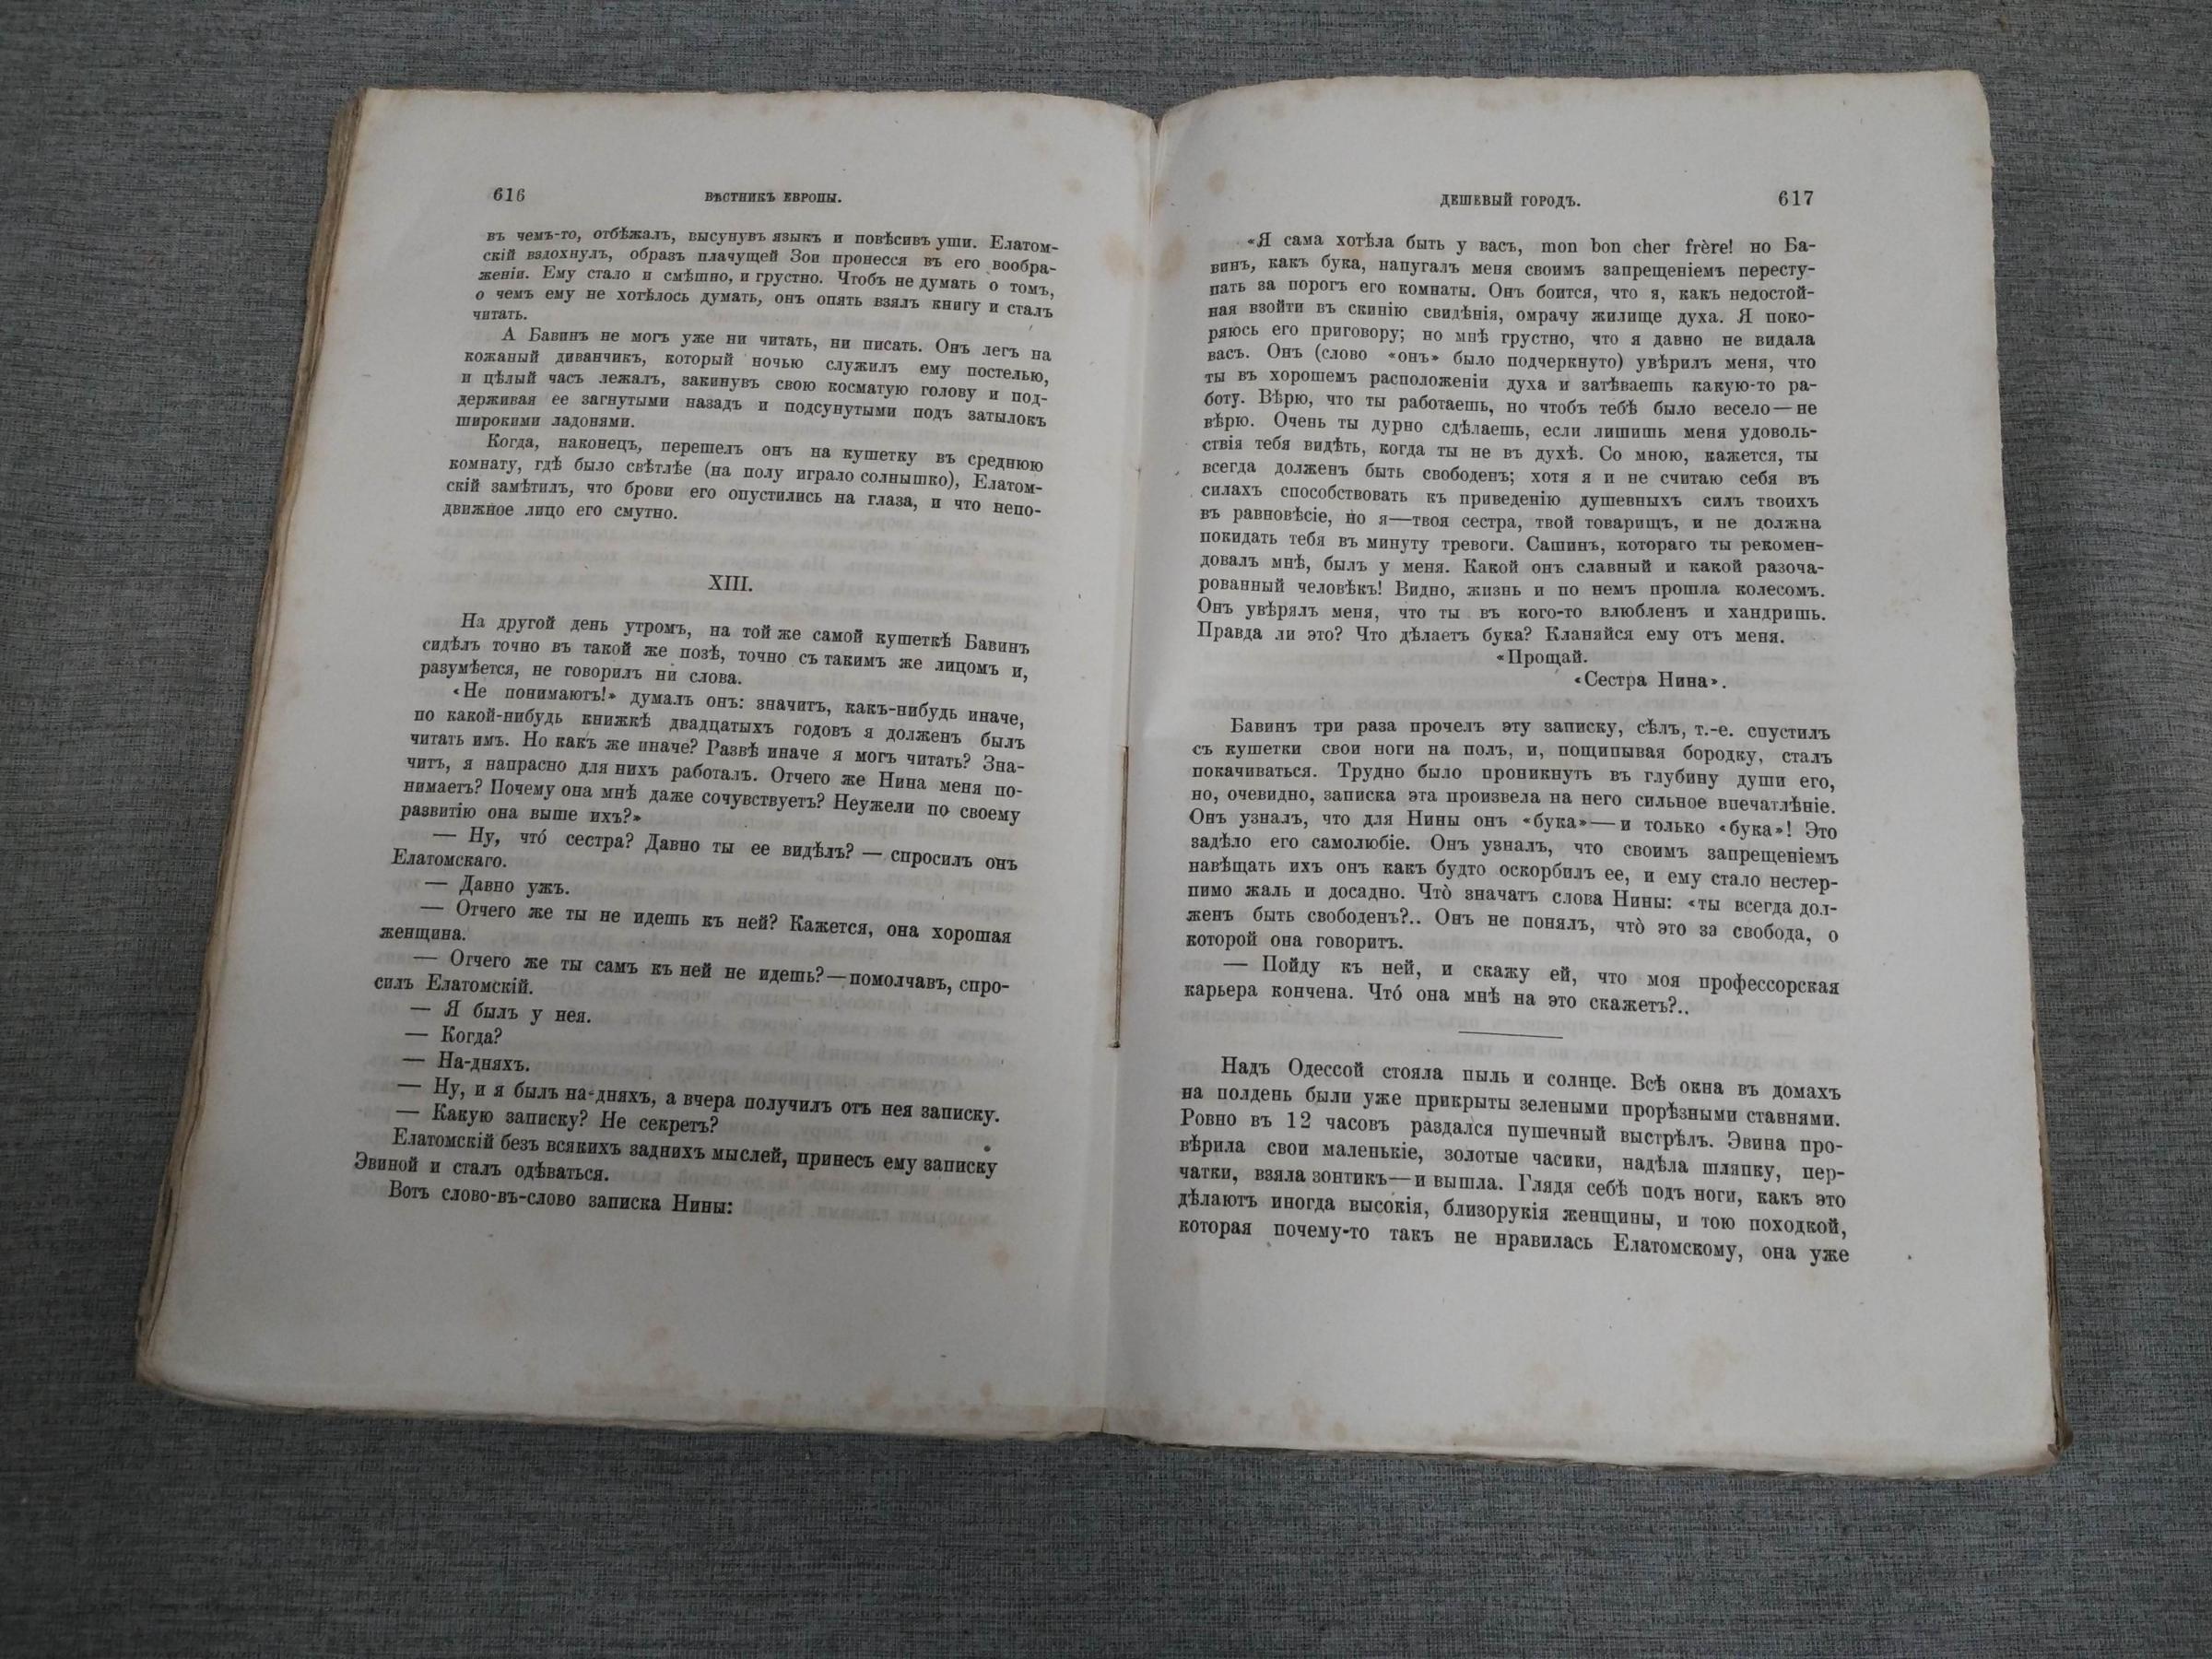 616
ВѢСТНИКЪ ЕВРОПЫ.
въ чемъ-то, отбѣжалъ, высунувъ языкъ и повѣсивъ уши. Елатом-
скій вздохнулъ, образъ плачущей Зои пронесся въ его вообра-
женіи. Ему стало и смѣшно, и грустно. Чтобъ не думать о томъ,
о чемъ ему не хотѣлось думать, онъ опять взялъ книгу и сталъ
читать.
А Бавинъ не могъ уже ни читать, ни писать. Онъ легъ на
кожаный диванчикъ, который ночью служилъ ему постелью,
и цѣлый часъ лежалъ, закинувъ свою косматую голову и под-
держивая ее загнутыми назадъ и подсунутыми подъ затылокъ
широкими ладонями.
Когда, наконецъ, перешелъ онъ на кушетку въ среднюю
комнату, гдѣ было свѣтлѣе (на полу играло солнышко), Елатом-
скій замѣтилъ, что брови его опустились на глаза, и что непо-
движное лицо его смутно.
XIII.
На другой день утромъ, на той же самой кушеткѣ Бавинъ
сидѣлъ точно въ такой же позѣ, точно съ такимъ же лицомъ и,
разумѣется, не говорилъ ни слова.
«Не понимаютъ!» думалъ онъ: значитъ, какъ-нибудь иначе,
по какой-нибудь книжкѣ двадцатыхъ годовъ я долженъ былъ
читать имъ. Но какъ же иначе? Развѣ иначе я могъ читать? Зна-
читъ, я напрасно для нихъ работалъ. Отчего же Нина меня по-
нимаетъ? Почему она мнѣ даже сочувствуетъ? Неужели по своему
развитію она выше ихъ?»
— Ну, что́ сестра? Давно ты ее видѣлъ? — спросилъ онъ
Елатомскаго.
— Давно ужъ.
— Отчего же ты не идешь къ ней? Кажется, она хорошая
женщина.
— Отчего же ты самъ къ ней не идешь? — помолчавъ, спро-
силъ Елатомскій.
— Я былъ у нея.
— Когда?
— На-дняхъ.
— Ну, и я былъ на-дняхъ, а вчера получилъ отъ нея записку.
— Какую записку? Не секретъ?
Елатомскій безъ всякихъ заднихъ мыслей, принесъ ему записку
Эвиной и сталъ одѣваться.
Вотъ слово-въ-слово записка Нины:
ДЕШЕВЫЙ ГОРОДЪ.
617
«Я сама хотѣла быть у васъ, mon bon cher frère! но Ба-
винъ, какъ бука, напугалъ меня своимъ запрещеніемъ пересту-
пать за порогъ его комнаты. Онъ боится, что я, какъ недостой-
ная взойти въ скинію свидѣнія, омрачу жилище духа. Я поко-
ряюсь его приговору; но мнѣ грустно, что я давно не видала
васъ. Онъ (слово «онъ» было подчеркнуто) увѣрилъ меня, что
ты въ хорошемъ расположеніи духа и затѣваешь какую-то ра-
боту. Вѣрю, что ты работаешь, но чтобъ тебѣ было весело — не
вѣрю. Очень ты дурно сдѣлаешь, если лишишь меня удоволь-
ствія тебя видѣть, когда ты не въ духѣ. Со мною, кажется, ты
всегда долженъ быть свободенъ; хотя я и не считаю себя въ
силахъ способствовать къ приведенію душевныхъ силъ твоихъ
въ равновѣсіе, но я—твоя сестра, твой товарищъ, и не должна
покидать тебя въ минуту тревоги. Сашинъ, котораго ты рекомен-
довалъ мнѣ, былъ у меня. Какой онъ славный и какой разоча-
рованный человѣкъ! Видно, жизнь и по немъ прошла колесомъ.
Онъ увѣрялъ меня, что ты въ кого-то влюбленъ и хандришь.
Правда ли это? Что дѣлаетъ бука? Кланяйся ему отъ меня.
«Прощай.
«Сестра Нина».
Бавинъ три раза прочелъ эту записку, сѣлъ, т.-е. спустилъ
съ кушетки свои ноги на полъ, и, пощипывая бородку, сталъ
покачиваться. Трудно было проникнуть въ глубину души его,
но, очевидно, записка эта произвела на него сильное впечатлѣніе.
Онъ узналъ, что для Нины онъ «бука» — и только «бука»! Это
задѣло его самолюбіе. Онъ узналъ, что своимъ запрещеніемъ
навѣщать ихъ онъ какъ будто оскорбилъ ее, и ему стало нестер-
пимо жаль и досадно. Что̀ значатъ слова Нины: «ты всегда дол-
женъ быть свободенъ?.. Онъ не понялъ, что̀ это за свобода, о
которой она говоритъ.
— Пойду къ ней, и скажу ей, что моя профессорская
карьера кончена. Что́ она мнѣ на это скажетъ?..
Надъ Одессой стояла пыль и солнце. Всѣ окна въ домахъ
на полдень были уже прикрыты зелеными прорѣзными ставнями.
Ровно въ 12 часовъ раздался пушечный выстрѣлъ. Эвина про-
вѣрила свои маленькіе, золотые часики, надѣла шляпку, пер-
чатки, взяла зонтикъ—и вышла. Глядя себѣ подъ ноги, какъ это
дѣлаютъ иногда высокія, близорукія женщины, и тою походкой,
которая почему-то такъ не нравилась Елатомскому, она уже